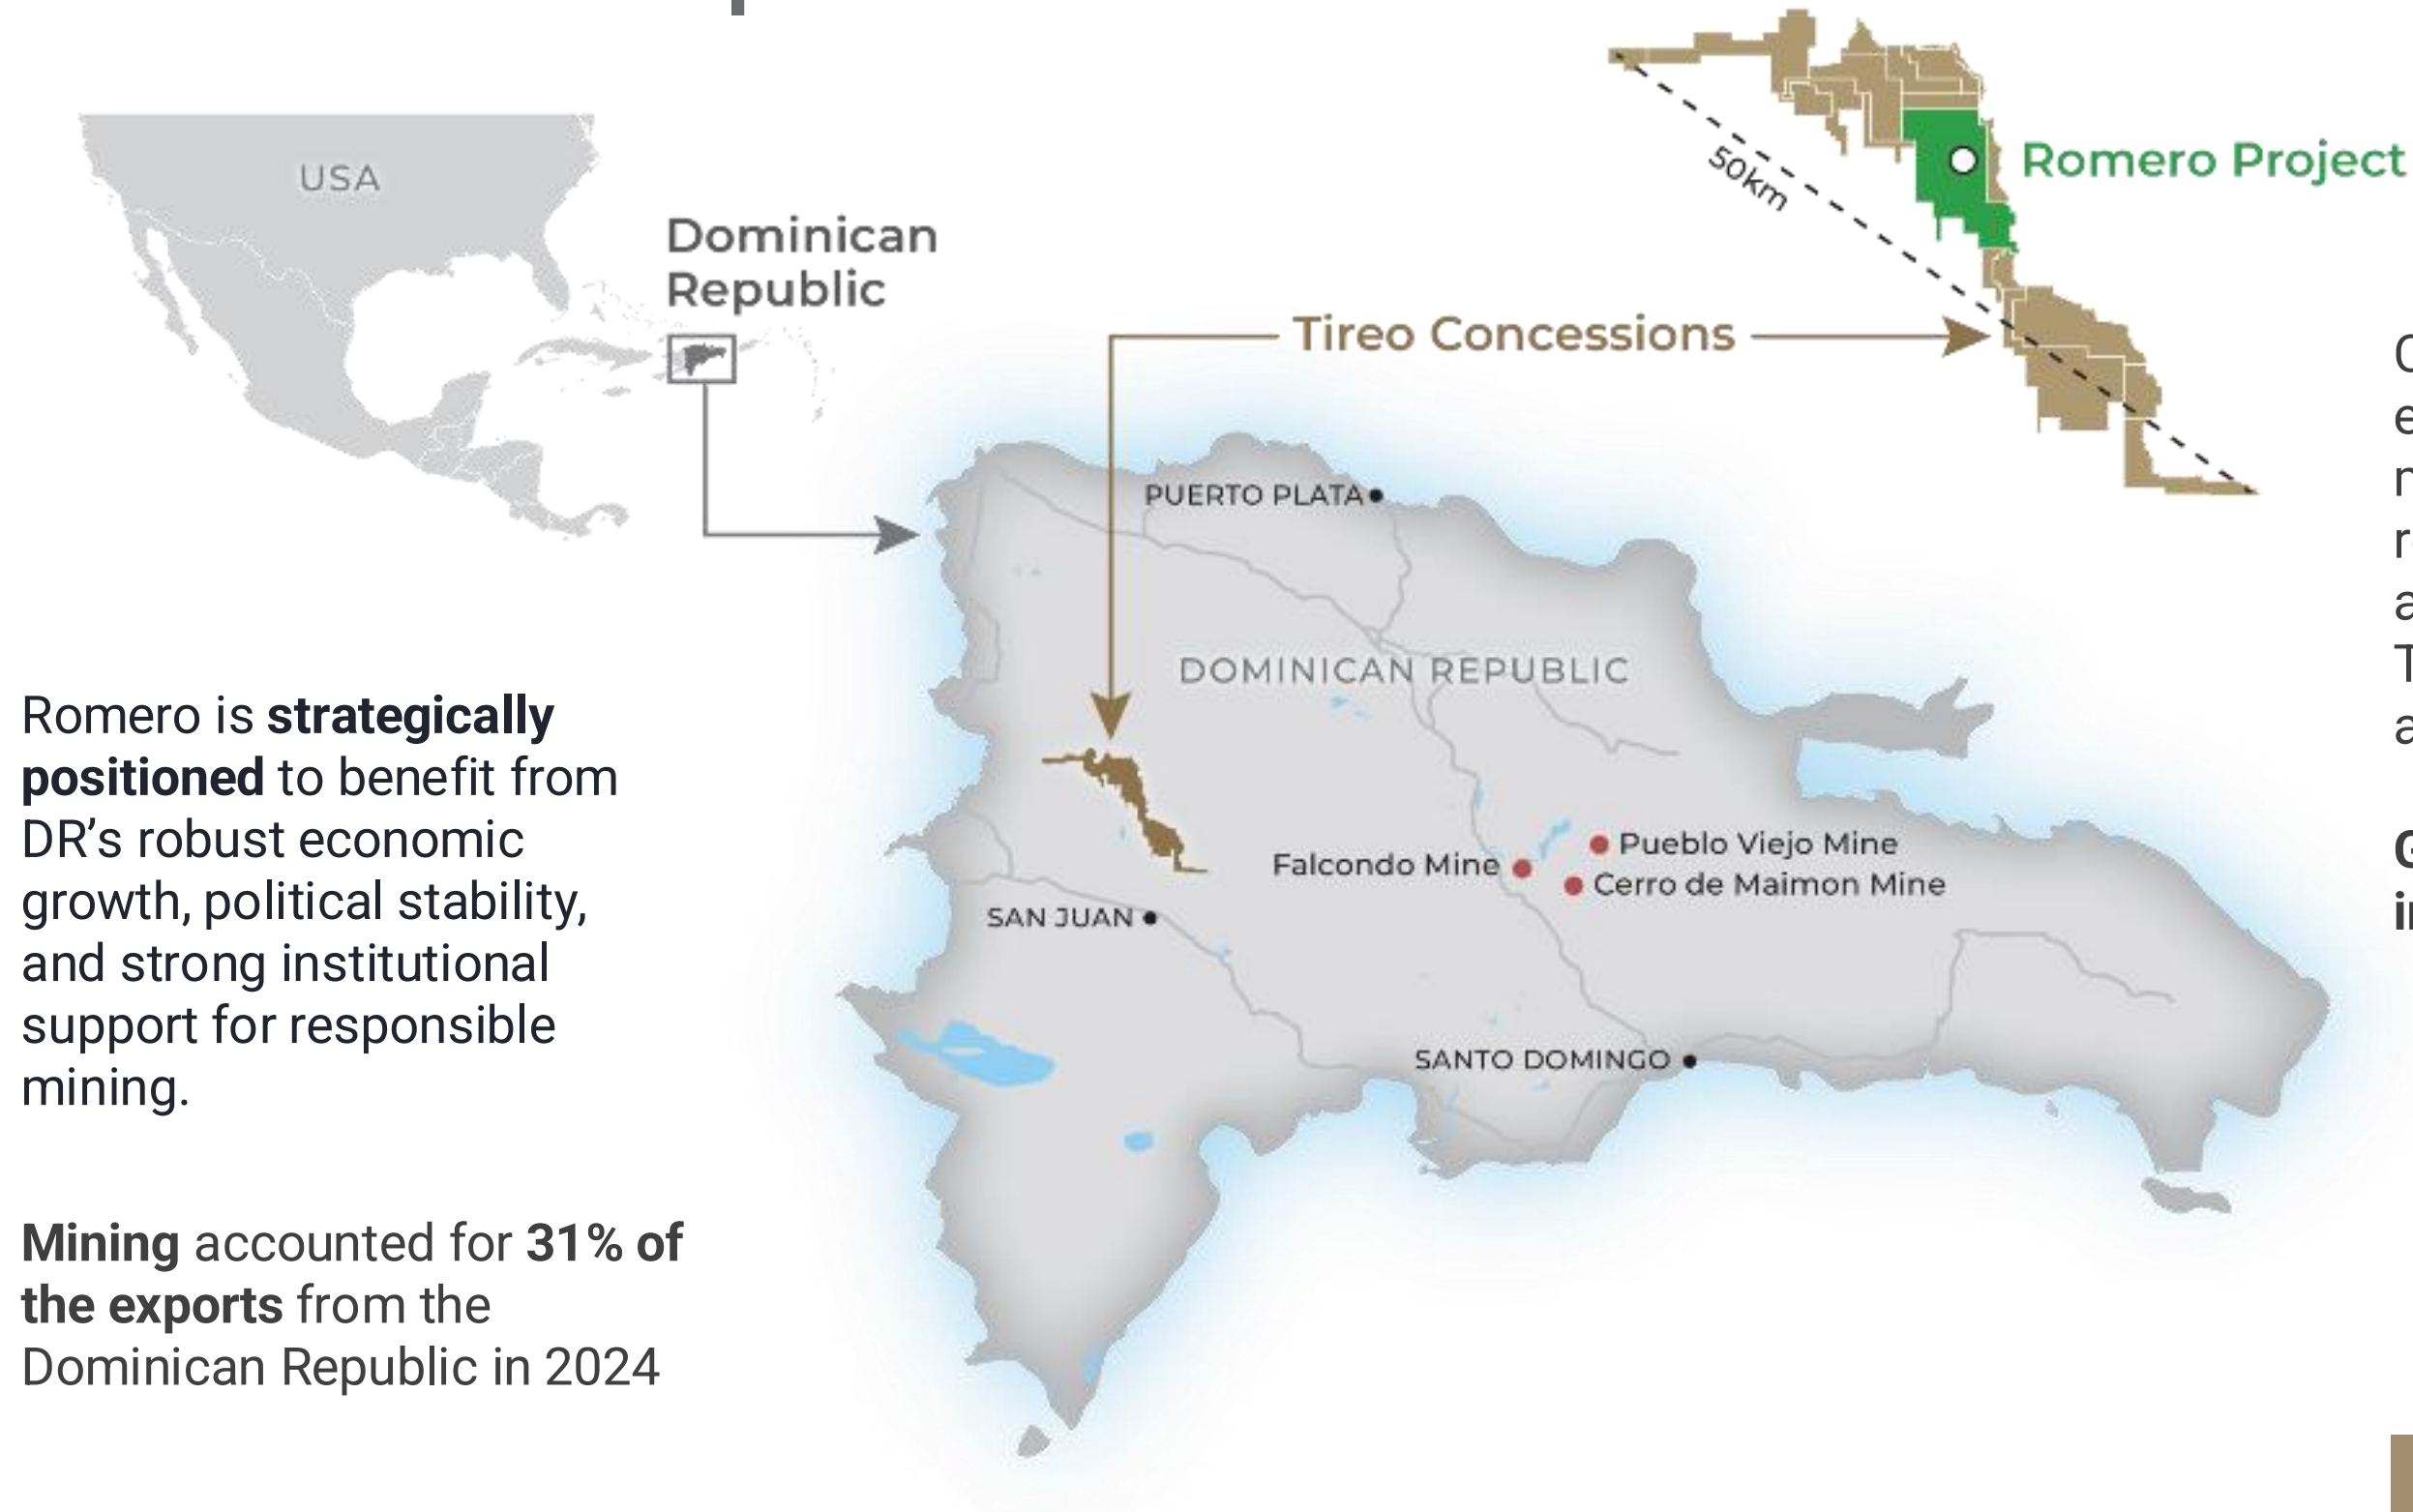 USA
Dominican
Republic
Romero Project
50km
Tireo Concessions
PUERTO PLATA
DOMINICAN REPUBLIC
Pueblo Viejo Mine
Falcondo Mine
Cerro de Maimon Mine
SAN JUAN
SANTO DOMINGO
Romero is strategically
positioned to benefit from
DR’s robust economic
growth, political stability,
and strong institutional
support for responsible
mining.
Mining accounted for 31% of
the exports from the
Dominican Republic in 2024